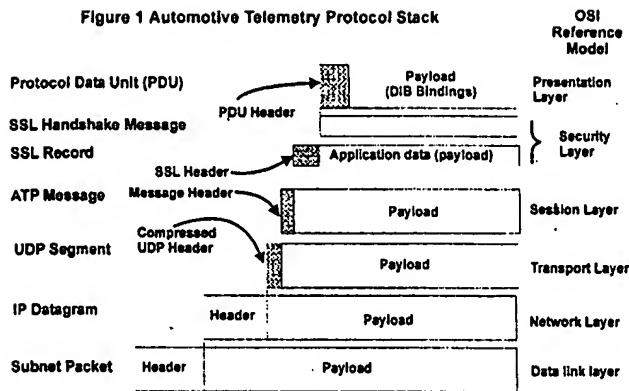 Figure 1 Automotive Telemetry Protocol Stack
OSI
Reference
Model
Protocol Data Unit (PDU)
Payload
(DIB Bindings)
Presentation
Layer
PDU Header
SSL Handshake Message
Security
Layer
SSL Record
Application data (payload)
SSL Header
ATP Message
Message Header
Payload
Session Layer
Compressed
UDP Header
UDP Segment
Payload
Transport Layer
IP Datagram
Header
Payload
Network Layer
Subnet Packet
Header
Payload
Data link layer